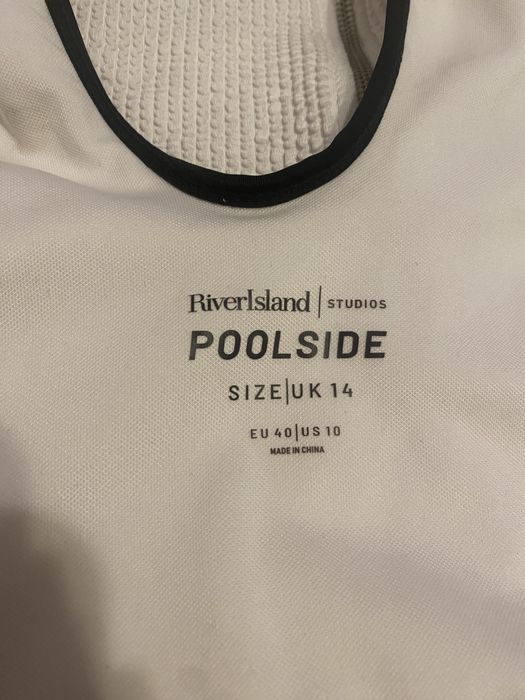 RiverIsland | STUDIOS
POOLSIDE
SIZE|UK 14
EU 40|US 10
MADE IN CHINA